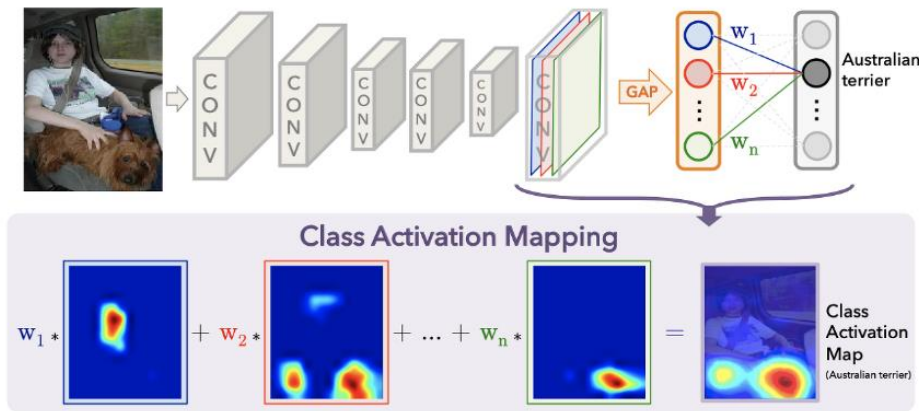 CONV
CONV
CONV
CONV
CONV
CONV
GAP
w1
w2
⋮
wn
⋮
Australian
terrier
Class Activation Mapping
w1 * + w2 * + ... + wn * =
Class
Activation
Map
(Australian terrier)